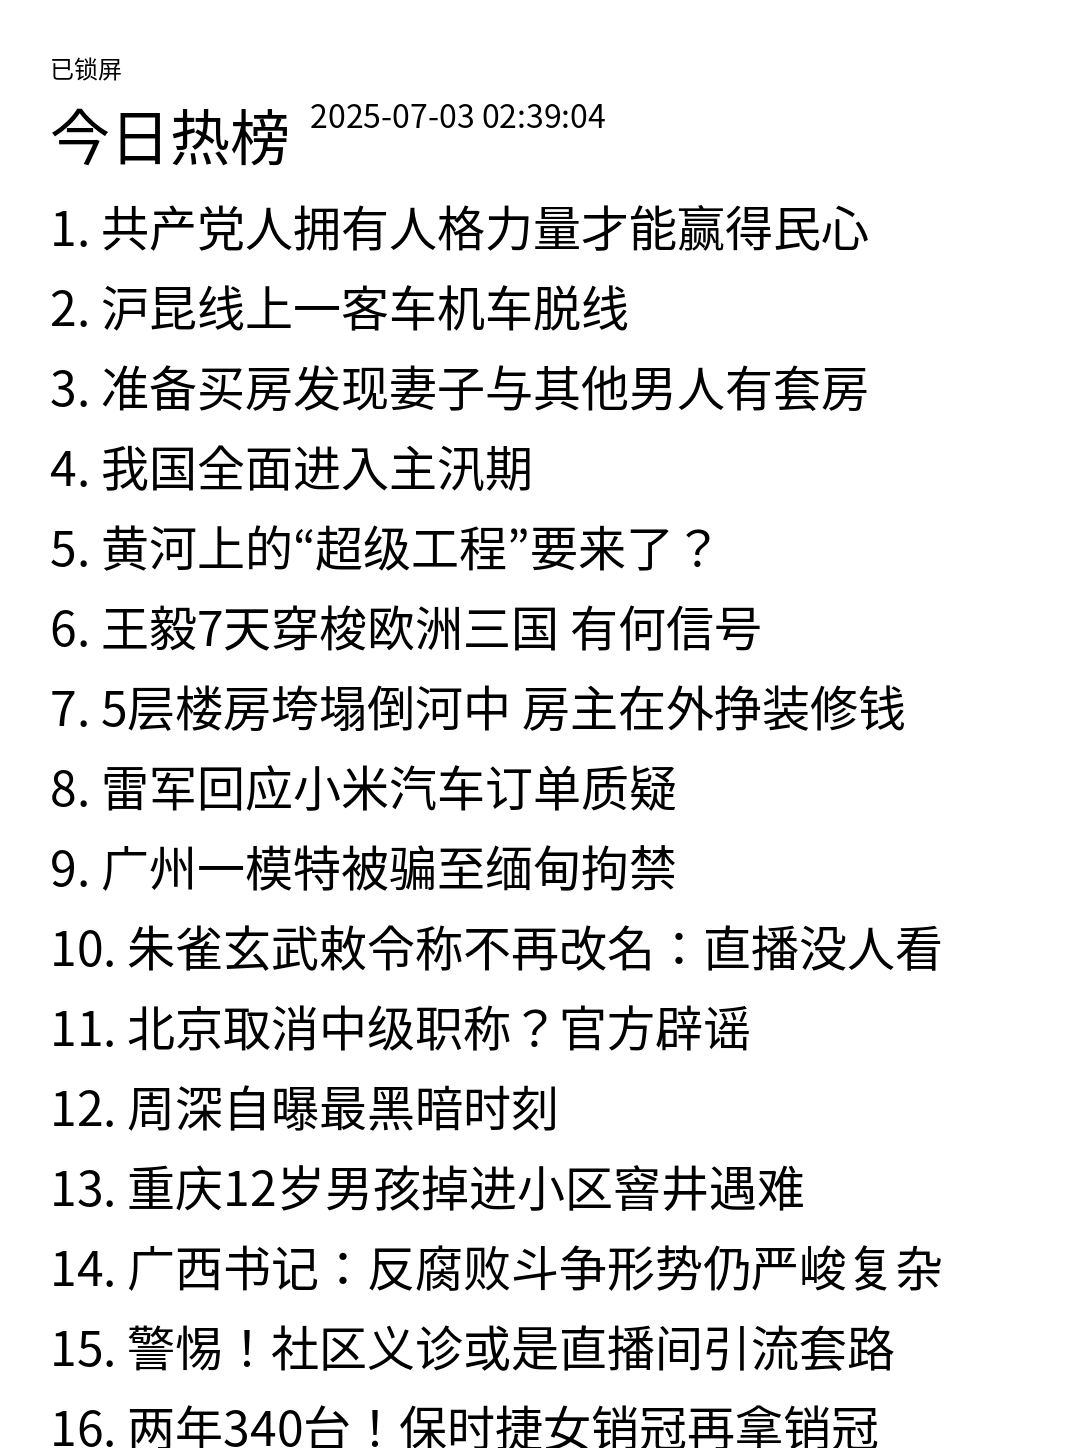 已锁屏
今日热榜 2025-07-03 02:39:04
1. 共产党人拥有人格力量才能赢得民心
2. 沪昆线上一客车机车脱线
3. 准备买房发现妻子与其他男人有套房
4. 我国全面进入主汛期
5. 黄河上的“超级工程”要来了？
6. 王毅7天穿梭欧洲三国 有何信号
7. 5层楼房垮塌倒河中 房主在外挣装修钱
8. 雷军回应小米汽车订单质疑
9. 广州一模特被骗至缅甸拘禁
10. 朱雀玄武敕令称不再改名：直播没人看
11. 北京取消中级职称？官方辟谣
12. 周深自曝最黑暗时刻
13. 重庆12岁男孩掉进小区窨井遇难
14. 广西书记：反腐败斗争形势仍严峻复杂
15. 警惕！社区义诊或是直播间引流套路
16. 两年340台！保时捷女销冠再拿销冠